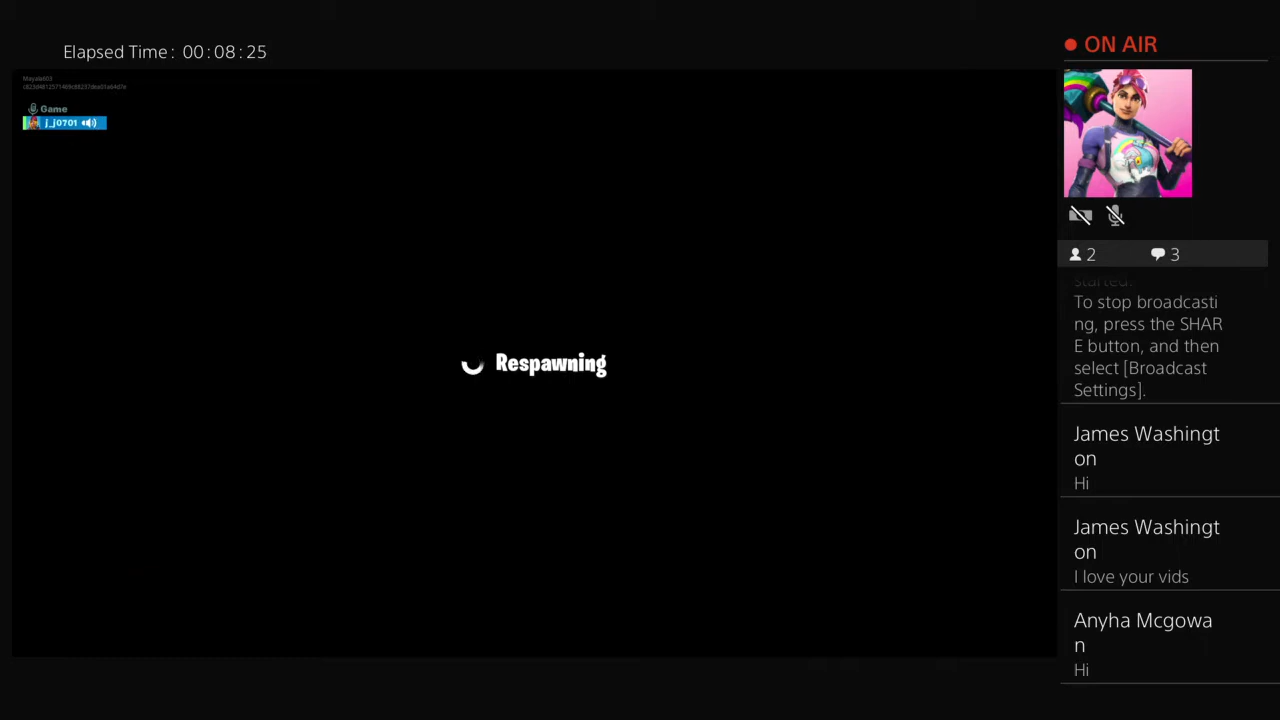 Elapsed Time: 00:08:25
ON AIR
Mayala603
Game
j_j0701
2
3
started.
To stop broadcasti
ng, press the SHAR
E button, and then
select [Broadcast
Settings].
James Washingt
on
Hi
James Washingt
on
I love your vids
Anyha Mcgowa
n
Hi
Respawning